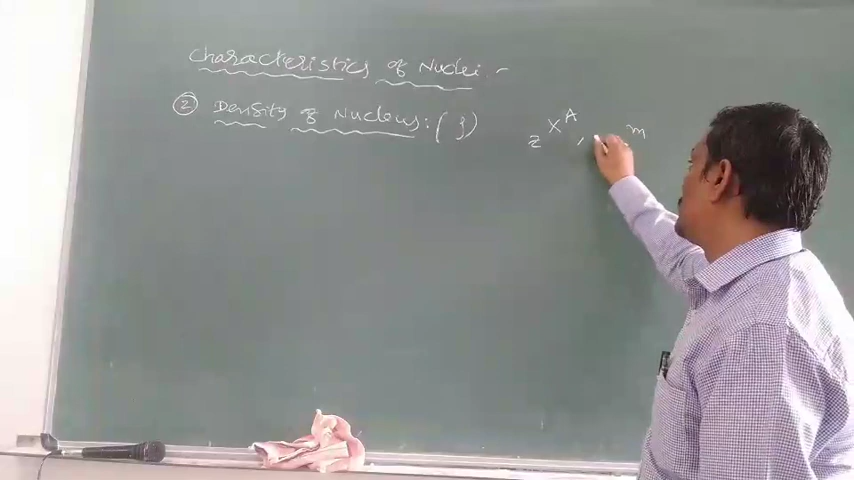 Characteristics of Nuclei -
② Density of Nucleus: ( ρ )
z X A , m